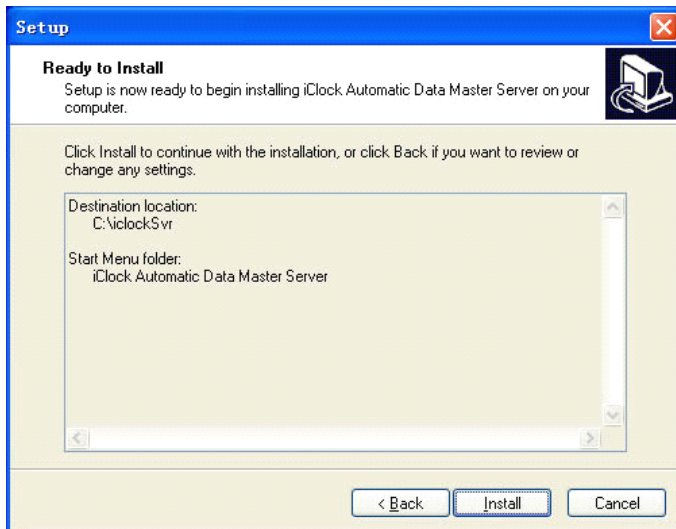 Setup
Ready to Install
Setup is now ready to begin installing iClock Automatic Data Master Server on your
computer.
Click Install to continue with the installation, or click Back if you want to review or
change any settings.
Destination location:
C:\iclockSvr
Start Menu folder:
iClock Automatic Data Master Server
< Back
Install
Cancel